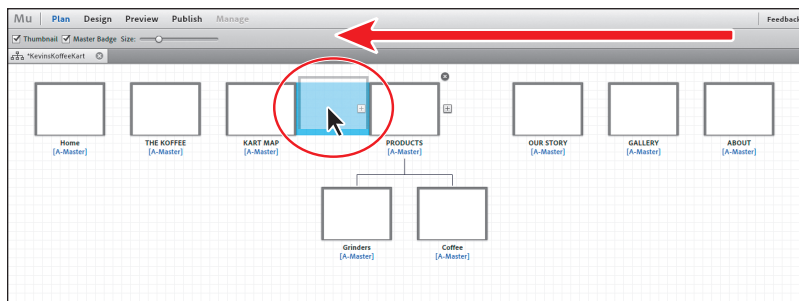 Mu Plan Design Preview Publish Manage Feedback
Thumbnail Master Badge Size:
*KevinsKoffeeKart
Home THE KOFFEE KART MAP PRODUCTS OUR STORY GALLERY ABOUT
[A-Master] [A-Master] [A-Master] [A-Master] [A-Master] [A-Master] [A-Master]
Grinders Coffee
[A-Master] [A-Master]